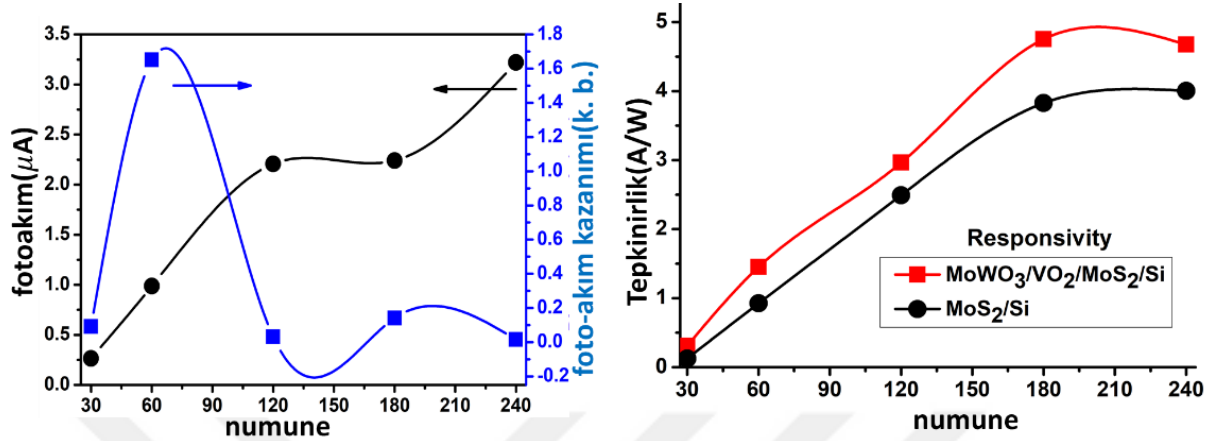 fotoakım(μA)
3.5
3.0
2.5
2.0
1.5
1.0
0.5
0.0
1.8
1.6
1.4
1.2
1.0
0.8
0.6
0.4
0.2
0.0
-0.2
foto-akım kazanımı(k. b.)
30 60 90 120 150 180 210 240
numune
Tepkinirlik(A/W)
5
4
3
2
1
0
Responsivity
MoWO₃/VO₂/MoS₂/Si
MoS₂/Si
30 60 90 120 150 180 210 240
numune